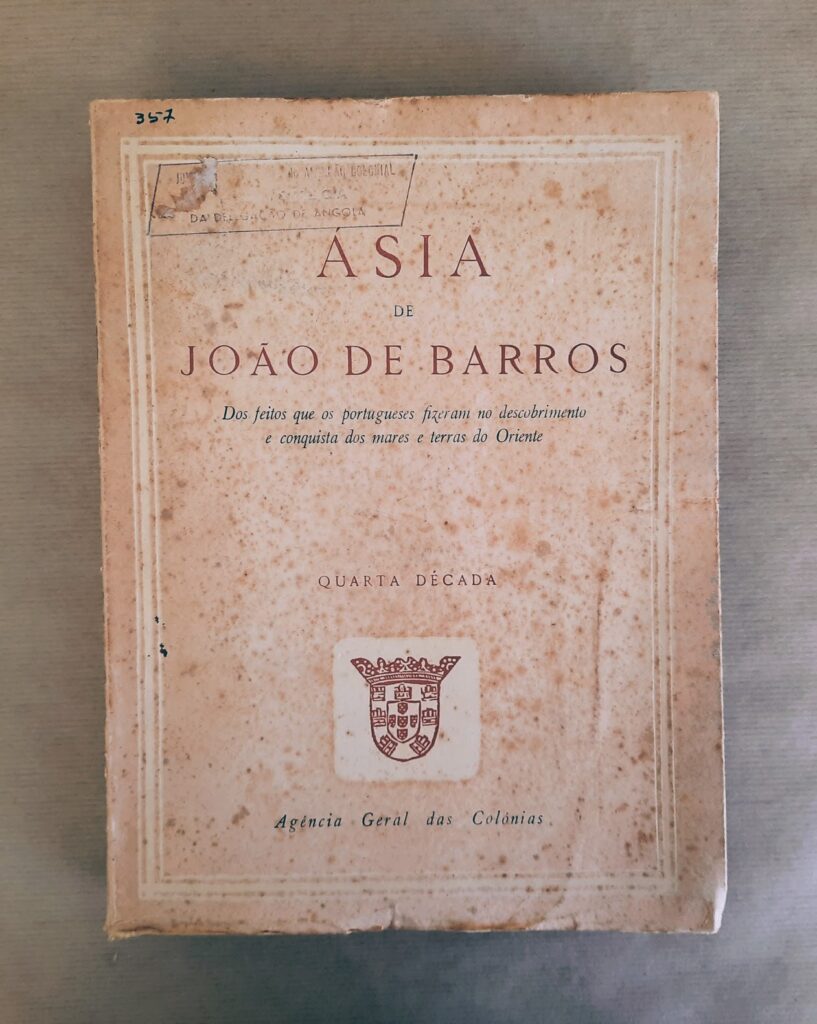 357
COLONIAL
DA DELEGAÇÃO DE ANGOLA
ÁSIA
DE
JOÃO DE BARROS
Dos feitos que os portugueses fizeram no descobrimento
e conquista dos mares e terras do Oriente
QUARTA DÉCADA
Agência Geral das Colónias